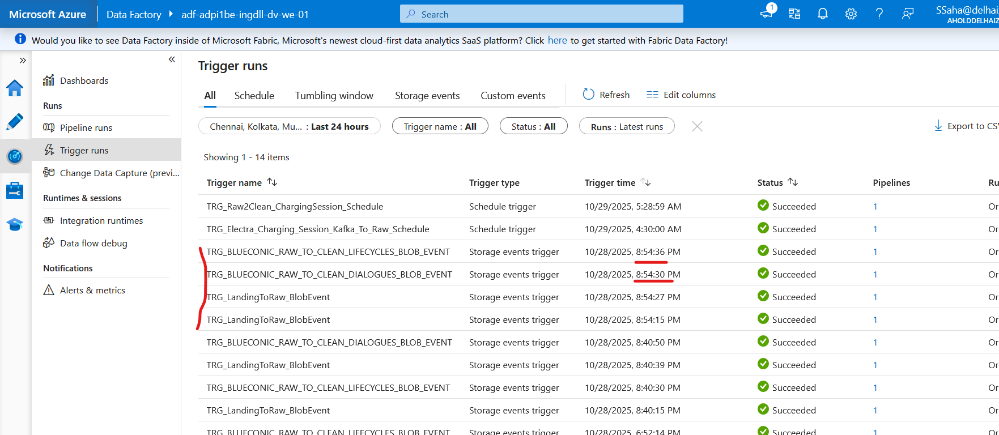 Microsoft Azure Data Factory adf-adpi1be-ingdll-dv-we-01 Search 1 SSaha@delhaiz
AHOLDDELHAIZ
Would you like to see Data Factory inside of Microsoft Fabric, Microsoft's newest cloud-first data analytics SaaS platform? Click here to get started with Fabric Data Factory!
Dashboards
Runs
Pipeline runs
Trigger runs
Change Data Capture (previ...
Runtimes & sessions
Integration runtimes
Data flow debug
Notifications
Alerts & metrics
Trigger runs
All Schedule Tumbling window Storage events Custom events Refresh Edit columns
Chennai, Kolkata, Mu... : Last 24 hours Trigger name : All Status : All Runs : Latest runs Export to CSV
Showing 1 - 14 items
Trigger name Trigger type Trigger time Status Pipelines Ru
TRG_Raw2Clean_ChargingSession_Schedule Schedule trigger 10/29/2025, 5:28:59 AM Succeeded 1 Or
TRG_Electra_Charging_Session_Kafka_To_Raw_Schedule Schedule trigger 10/29/2025, 4:30:00 AM Succeeded 1 Or
TRG_BLUECONIC_RAW_TO_CLEAN_LIFECYCLES_BLOB_EVENT Storage events trigger 10/28/2025, 8:54:36 PM Succeeded 1 Or
TRG_BLUECONIC_RAW_TO_CLEAN_DIALOGUES_BLOB_EVENT Storage events trigger 10/28/2025, 8:54:30 PM Succeeded 1 Or
TRG_LandingToRaw_BlobEvent Storage events trigger 10/28/2025, 8:54:27 PM Succeeded 1 Or
TRG_LandingToRaw_BlobEvent Storage events trigger 10/28/2025, 8:54:15 PM Succeeded 1 Or
TRG_BLUECONIC_RAW_TO_CLEAN_DIALOGUES_BLOB_EVENT Storage events trigger 10/28/2025, 8:40:50 PM Succeeded 1 Or
TRG_LandingToRaw_BlobEvent Storage events trigger 10/28/2025, 8:40:39 PM Succeeded 1 Or
TRG_BLUECONIC_RAW_TO_CLEAN_LIFECYCLES_BLOB_EVENT Storage events trigger 10/28/2025, 8:40:30 PM Succeeded 1 Or
TRG_LandingToRaw_BlobEvent Storage events trigger 10/28/2025, 8:40:15 PM Succeeded 1 Or
TRG_BLUECONIC_RAW_TO_CLEAN_DIALOGUES_BLOB_EVENT Storage events trigger 10/28/2025, 6:52:14 PM Succeeded 1 Or